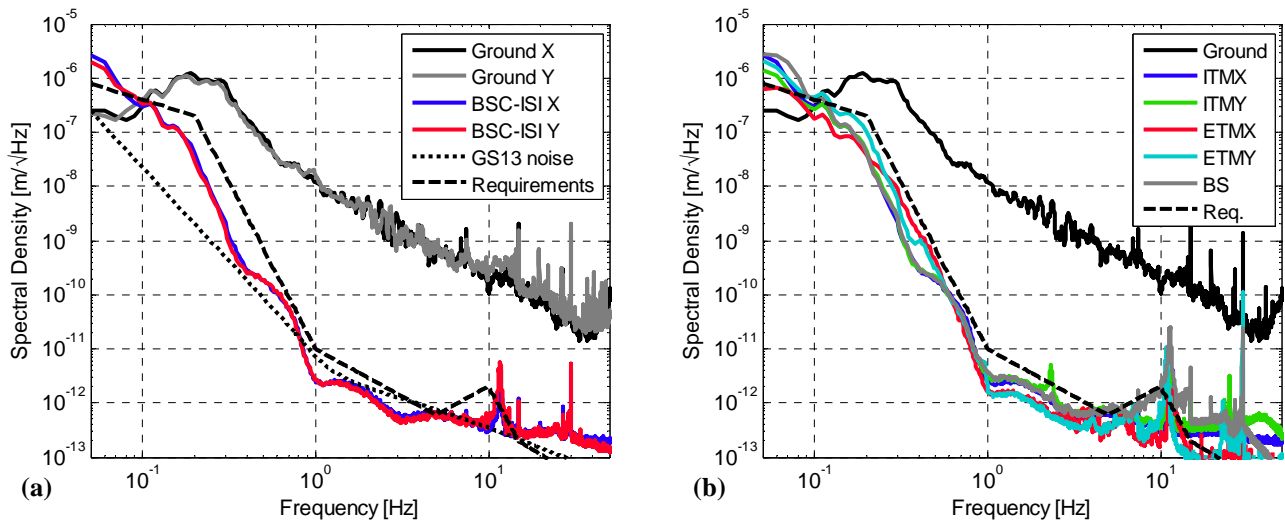 10⁻⁵
10⁻⁶
10⁻⁷
10⁻⁸
10⁻⁹
10⁻¹⁰
10⁻¹¹
10⁻¹²
10⁻¹³
Spectral Density [m/√Hz]
Ground X
Ground Y
BSC-ISI X
BSC-ISI Y
GS13 noise
Requirements
10⁻¹ 10⁰ 10¹
Frequency [Hz]
(a)
10⁻⁵
10⁻⁶
10⁻⁷
10⁻⁸
10⁻⁹
10⁻¹⁰
10⁻¹¹
10⁻¹²
10⁻¹³
Spectral Density [m/√Hz]
Ground
ITMX
ITMY
ETMX
ETMY
BS
Req.
10⁻¹ 10⁰ 10¹
Frequency [Hz]
(b)